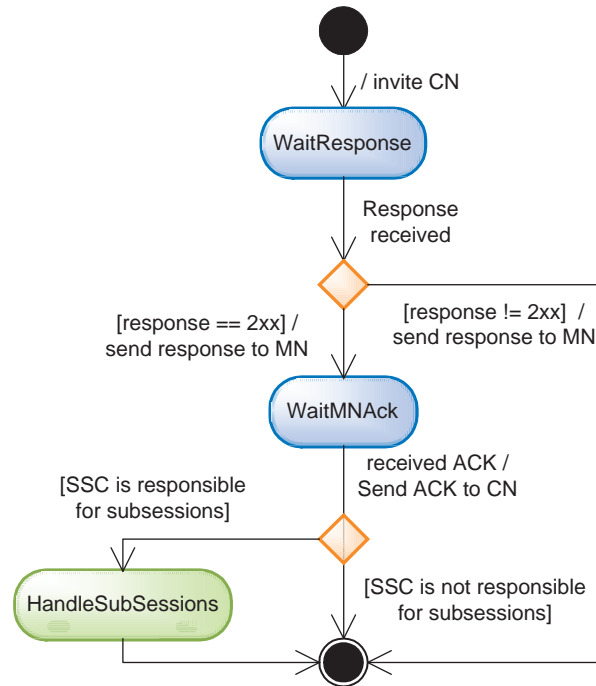 / invite CN
WaitResponse
Response
received
[response == 2xx] /
send response to MN
[response != 2xx] /
send response to MN
WaitMNAck
received ACK /
Send ACK to CN
[SSC is responsible
for subsessions]
[SSC is not responsible
for subsessions]
HandleSubSessions